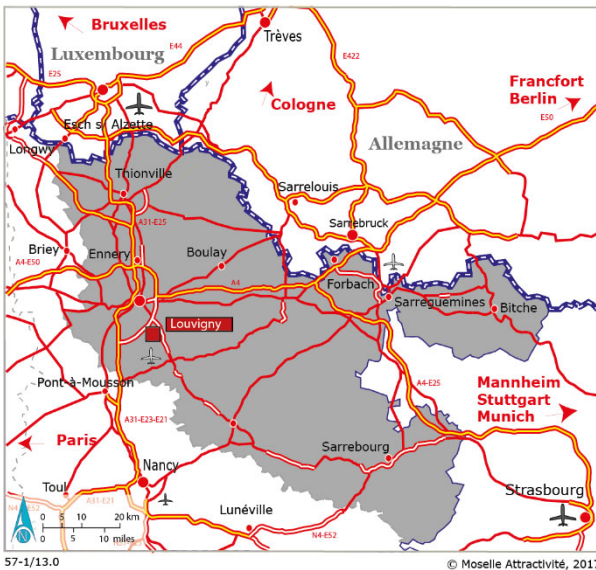 Bruxelles
Luxembourg
E44
Trèves
E422
E25
Cologne
Francfort
Berlin
E50
Esch s/ Alzette
Longwy
Allemagne
Thionville
Sarrelouis
A31-E25
Sarrebruck
Briey
Ennery
Boulay
A4-E50
A4
Forbach
Sarreguemines
Bitche
Louvigny
Pont-à-Mousson
A4-E25
Mannheim
Stuttgart
Munich
A31-E23-E21
Paris
Sarrebourg
Nancy
Toul
A31-E21
Strasbourg
N4-E52
Lunéville
N4-E52
0 5 10 20 km
0 5 10 miles
57-1/13.0
© Moselle Attractivité, 2017